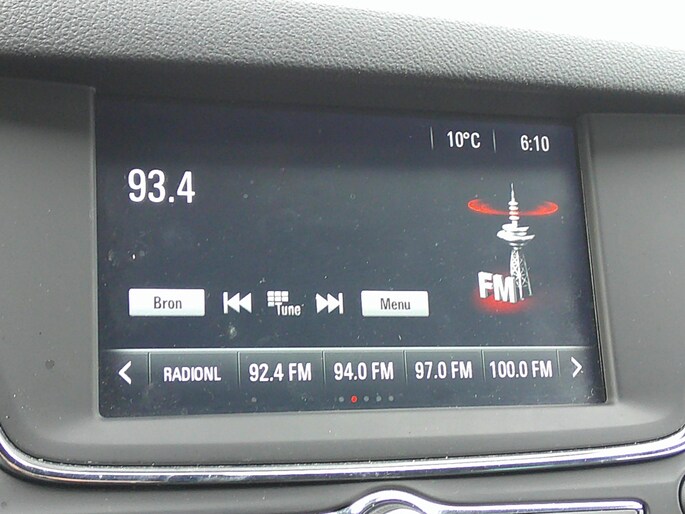 10°C 6:10
93.4
FM
Bron Tune Menu
RADIONL 92.4 FM 94.0 FM 97.0 FM 100.0 FM